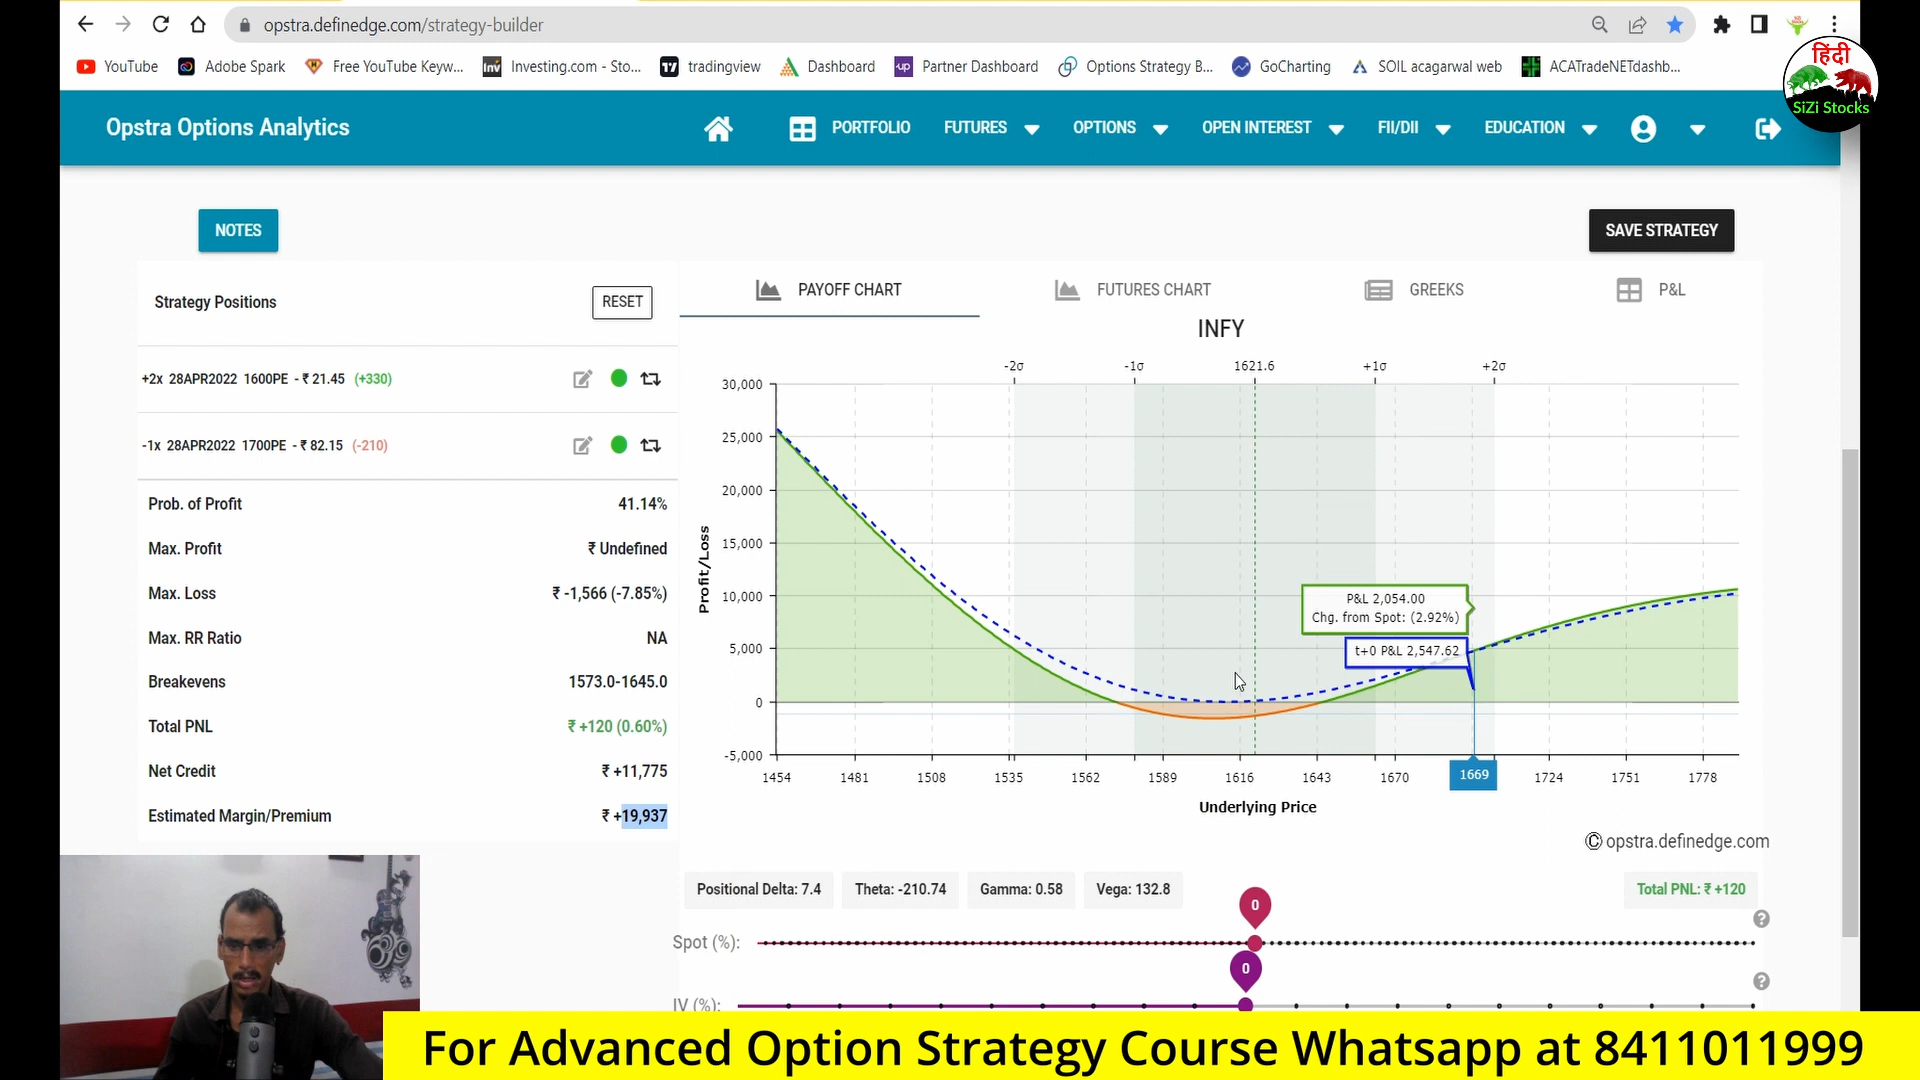 opstra.definedge.com/strategy-builder
YouTube
Adobe Spark
Free YouTube Keyw...
Inv
Investing.com - Sto...
tradingview
Dashboard
up
Partner Dashboard
Options Strategy B...
GoCharting
SOIL acagarwal web
ACATradeNETdashb...
हिंदी
SiZi Stocks
Opstra Options Analytics
PORTFOLIO
FUTURES
OPTIONS
OPEN INTEREST
FII/DII
EDUCATION
NOTES
SAVE STRATEGY
Strategy Positions
RESET
+2x 28APR2022 1600PE - ₹ 21.45 (+330)
-1x 28APR2022 1700PE - ₹ 82.15 (-210)
Prob. of Profit 41.14%
Max. Profit ₹ Undefined
Max. Loss ₹ -1,566 (-7.85%)
Max. RR Ratio NA
Breakevens 1573.0-1645.0
Total PNL ₹ +120 (0.60%)
Net Credit ₹ +11,775
Estimated Margin/Premium ₹ +19,937
PAYOFF CHART
FUTURES CHART
GREEKS
P&L
INFY
-2σ -1σ 1621.6 +1σ +2σ
30,000
25,000
20,000
15,000
10,000
5,000
0
-5,000
Profit/Loss
P&L 2,054.00
Chg. from Spot: (2.92%)
t+0 P&L 2,547.62
1454 1481 1508 1535 1562 1589 1616 1643 1670 1669 1724 1751 1778
Underlying Price
© opstra.definedge.com
Positional Delta: 7.4
Theta: -210.74
Gamma: 0.58
Vega: 132.8
Total PNL: ₹ +120
0
Spot (%):
0
IV (%):
For Advanced Option Strategy Course Whatsapp at 8411011999